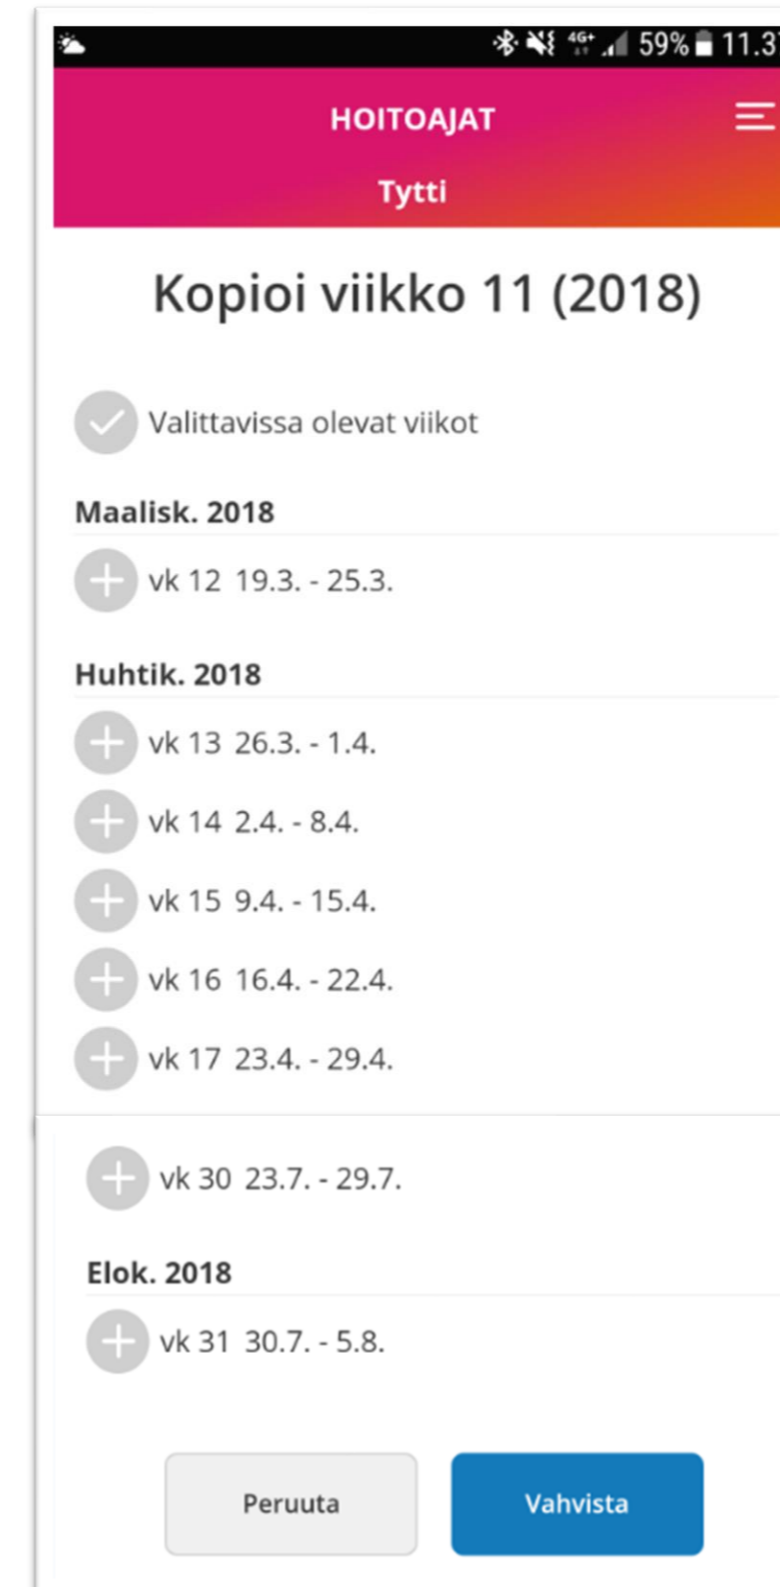 4G+ 59% 11.37
HOITOAJAT
Tytti
Kopioi viikko 11 (2018)
Valittavissa olevat viikot
Maalisk. 2018
vk 12 19.3. - 25.3.
Huhtik. 2018
vk 13 26.3. - 1.4.
vk 14 2.4. - 8.4.
vk 15 9.4. - 15.4.
vk 16 16.4. - 22.4.
vk 17 23.4. - 29.4.
vk 30 23.7. - 29.7.
Elok. 2018
vk 31 30.7. - 5.8.
Peruuta Vahvista